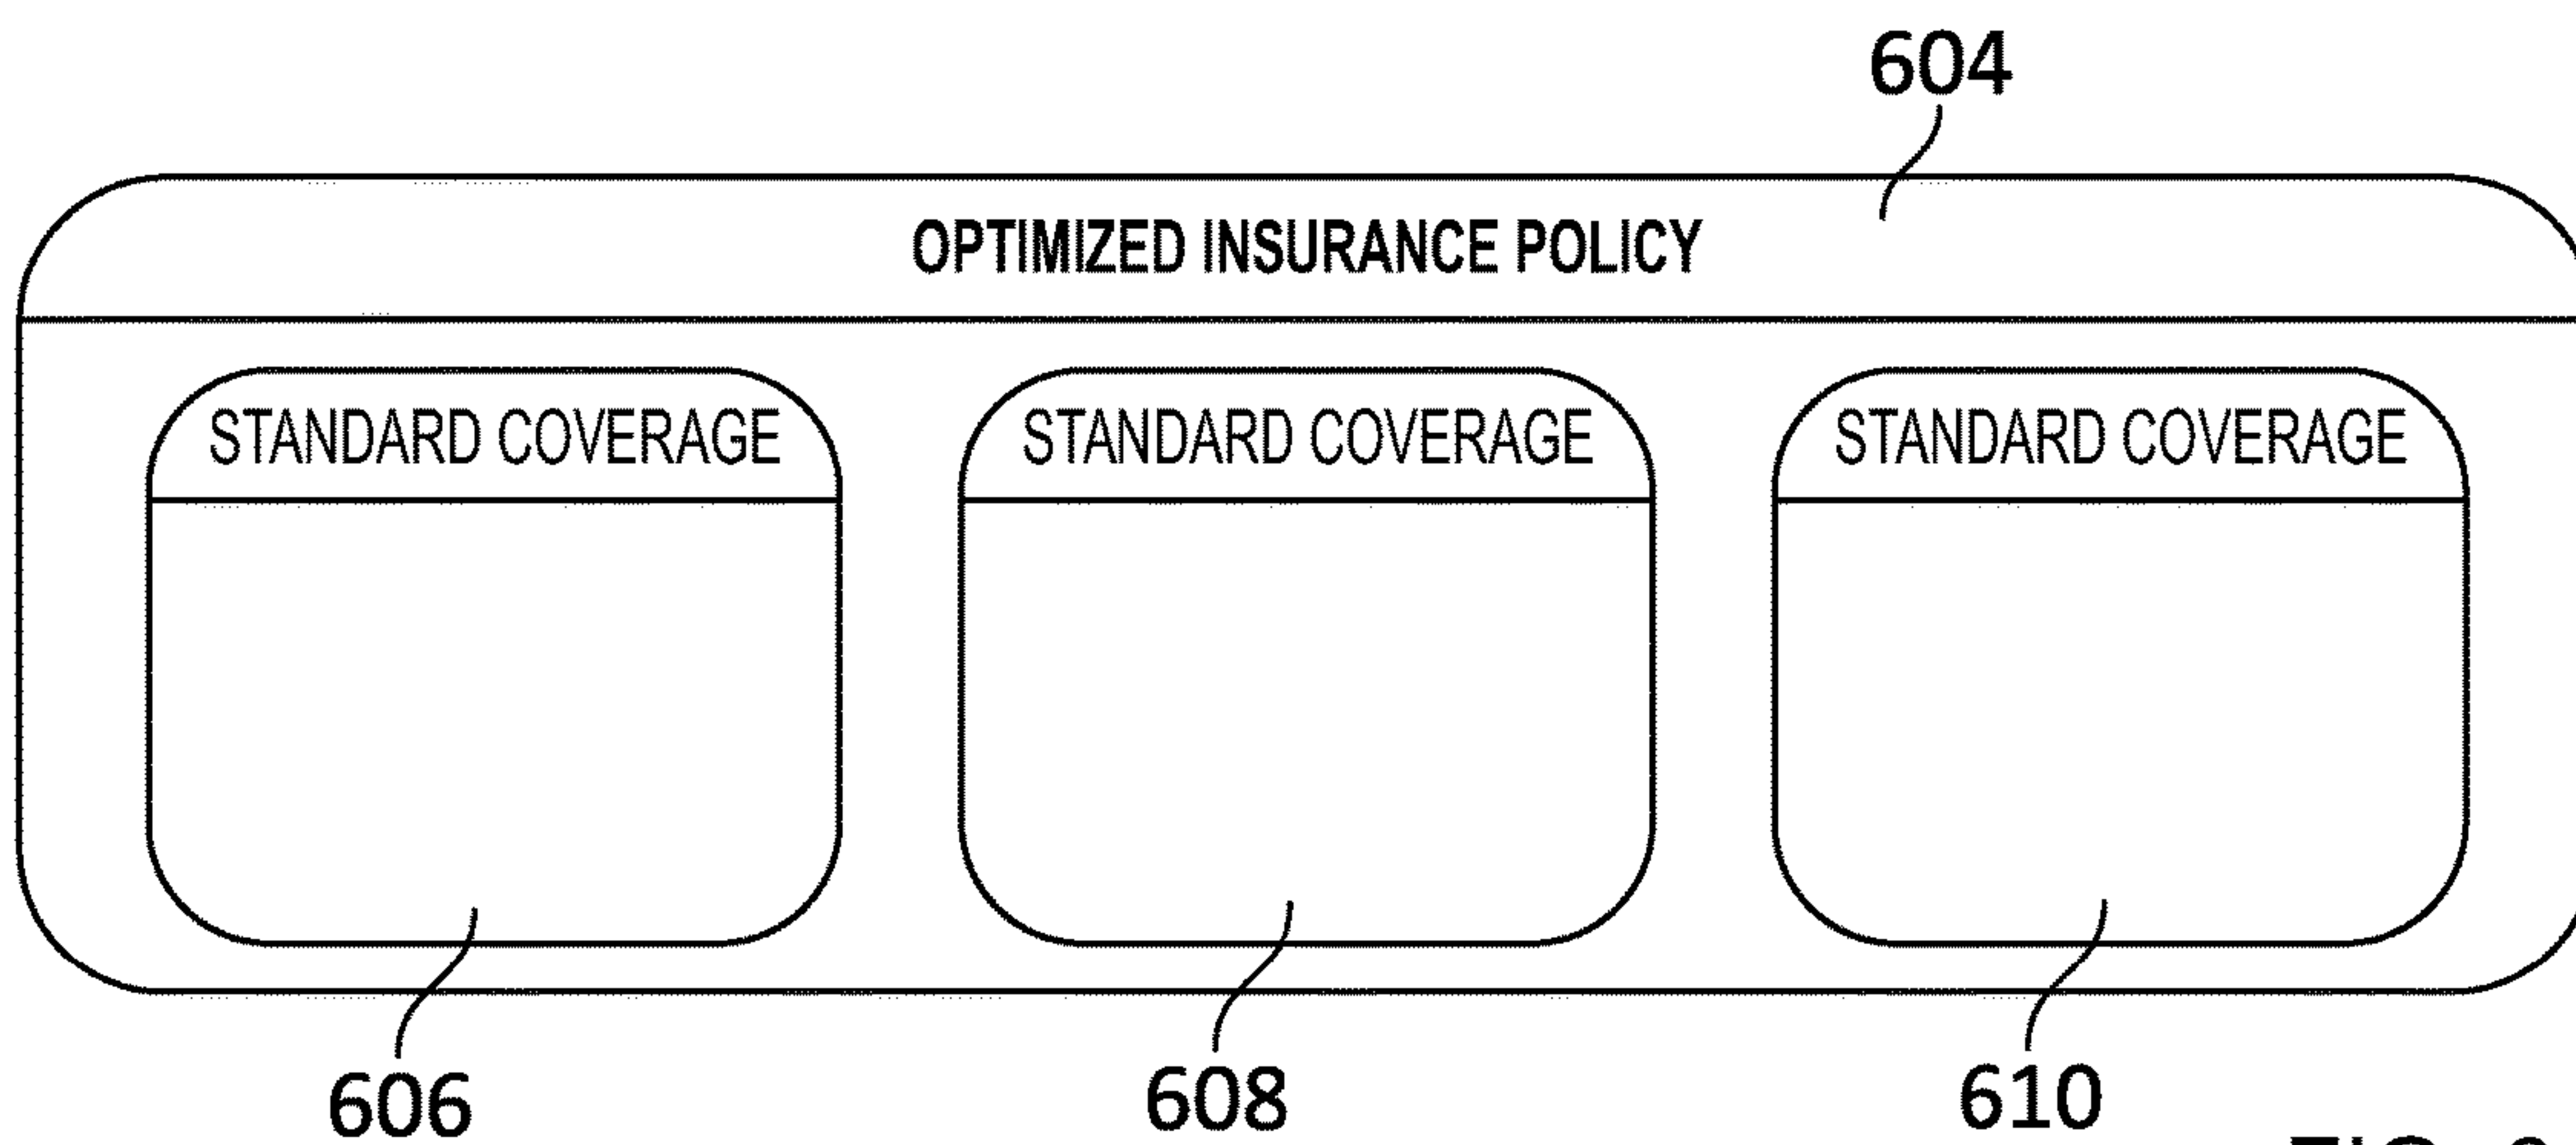 604
OPTIMIZED INSURANCE POLICY
STANDARD COVERAGE STANDARD COVERAGE STANDARD COVERAGE
606 608 610